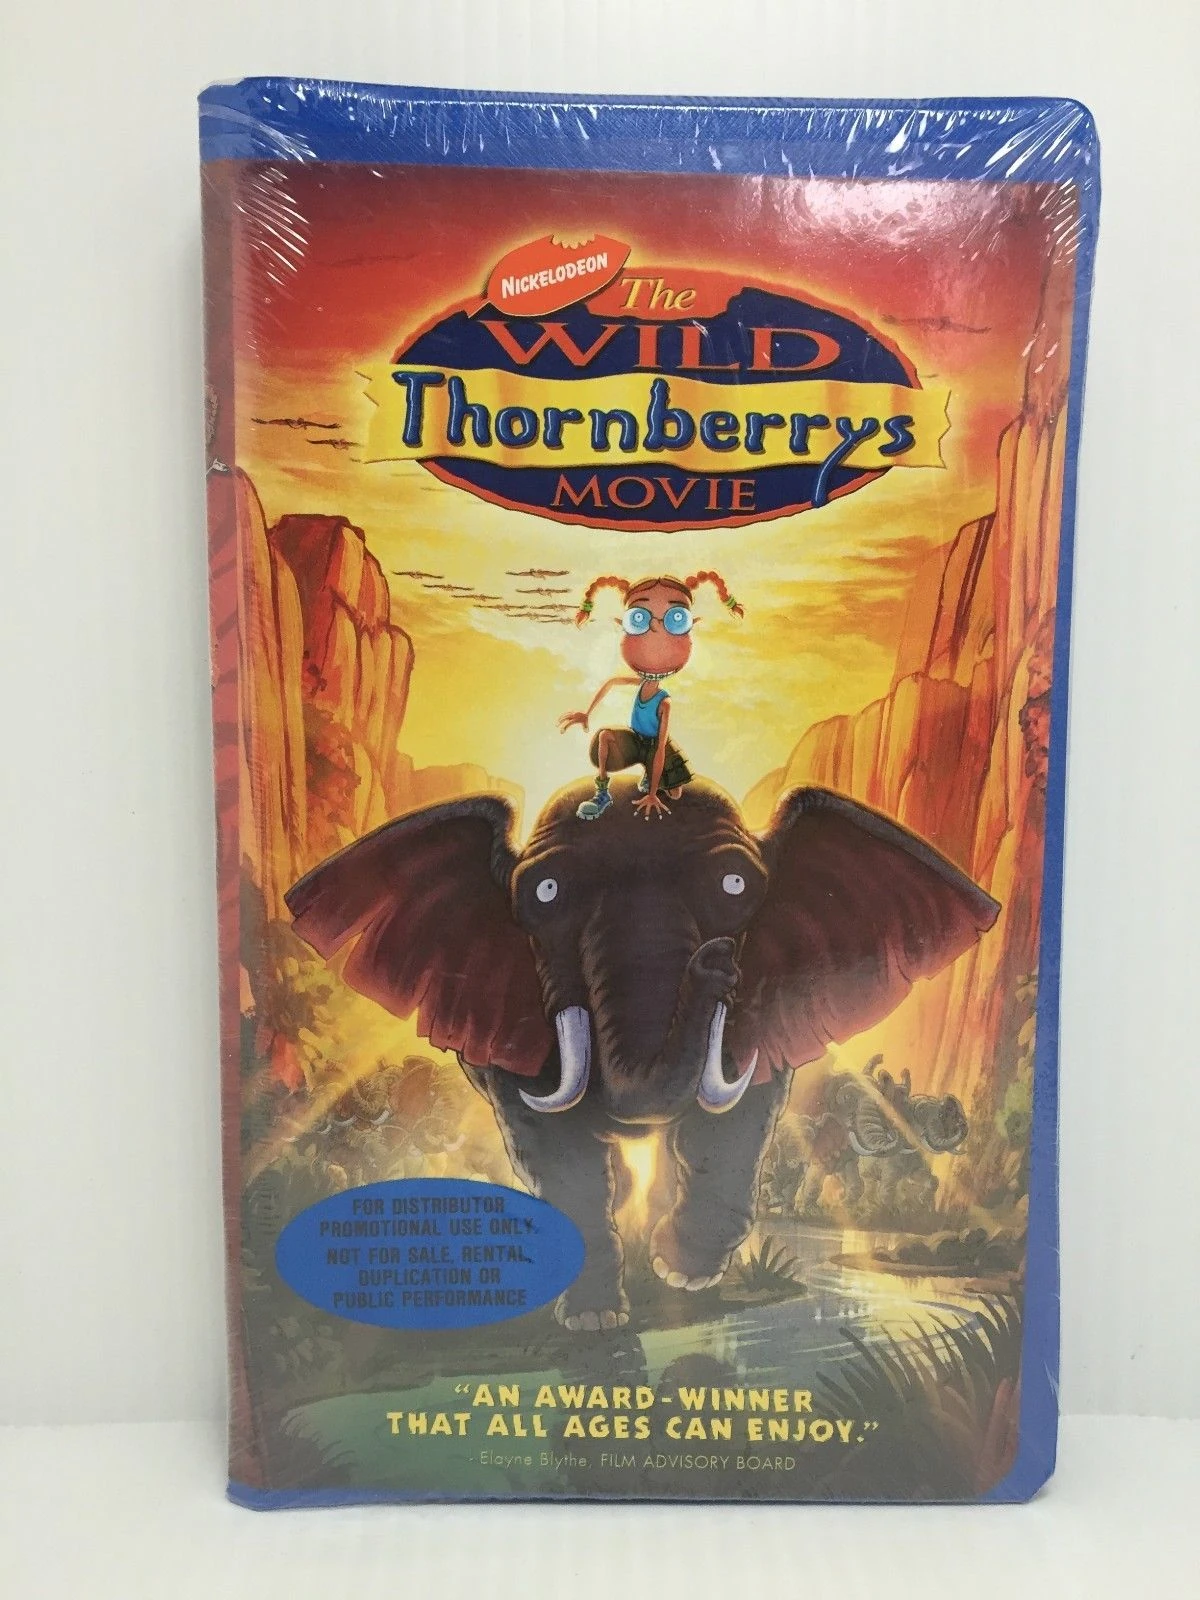 NICKELODEON
The
WILD
Thornberrys
MOVIE
FOR DISTRIBUTOR
PROMOTIONAL USE ONLY.
NOT FOR SALE, RENTAL,
DUPLICATION OR
PUBLIC PERFORMANCE
“AN AWARD-WINNER
THAT ALL AGES CAN ENJOY.”
- Elayne Blythe, FILM ADVISORY BOARD